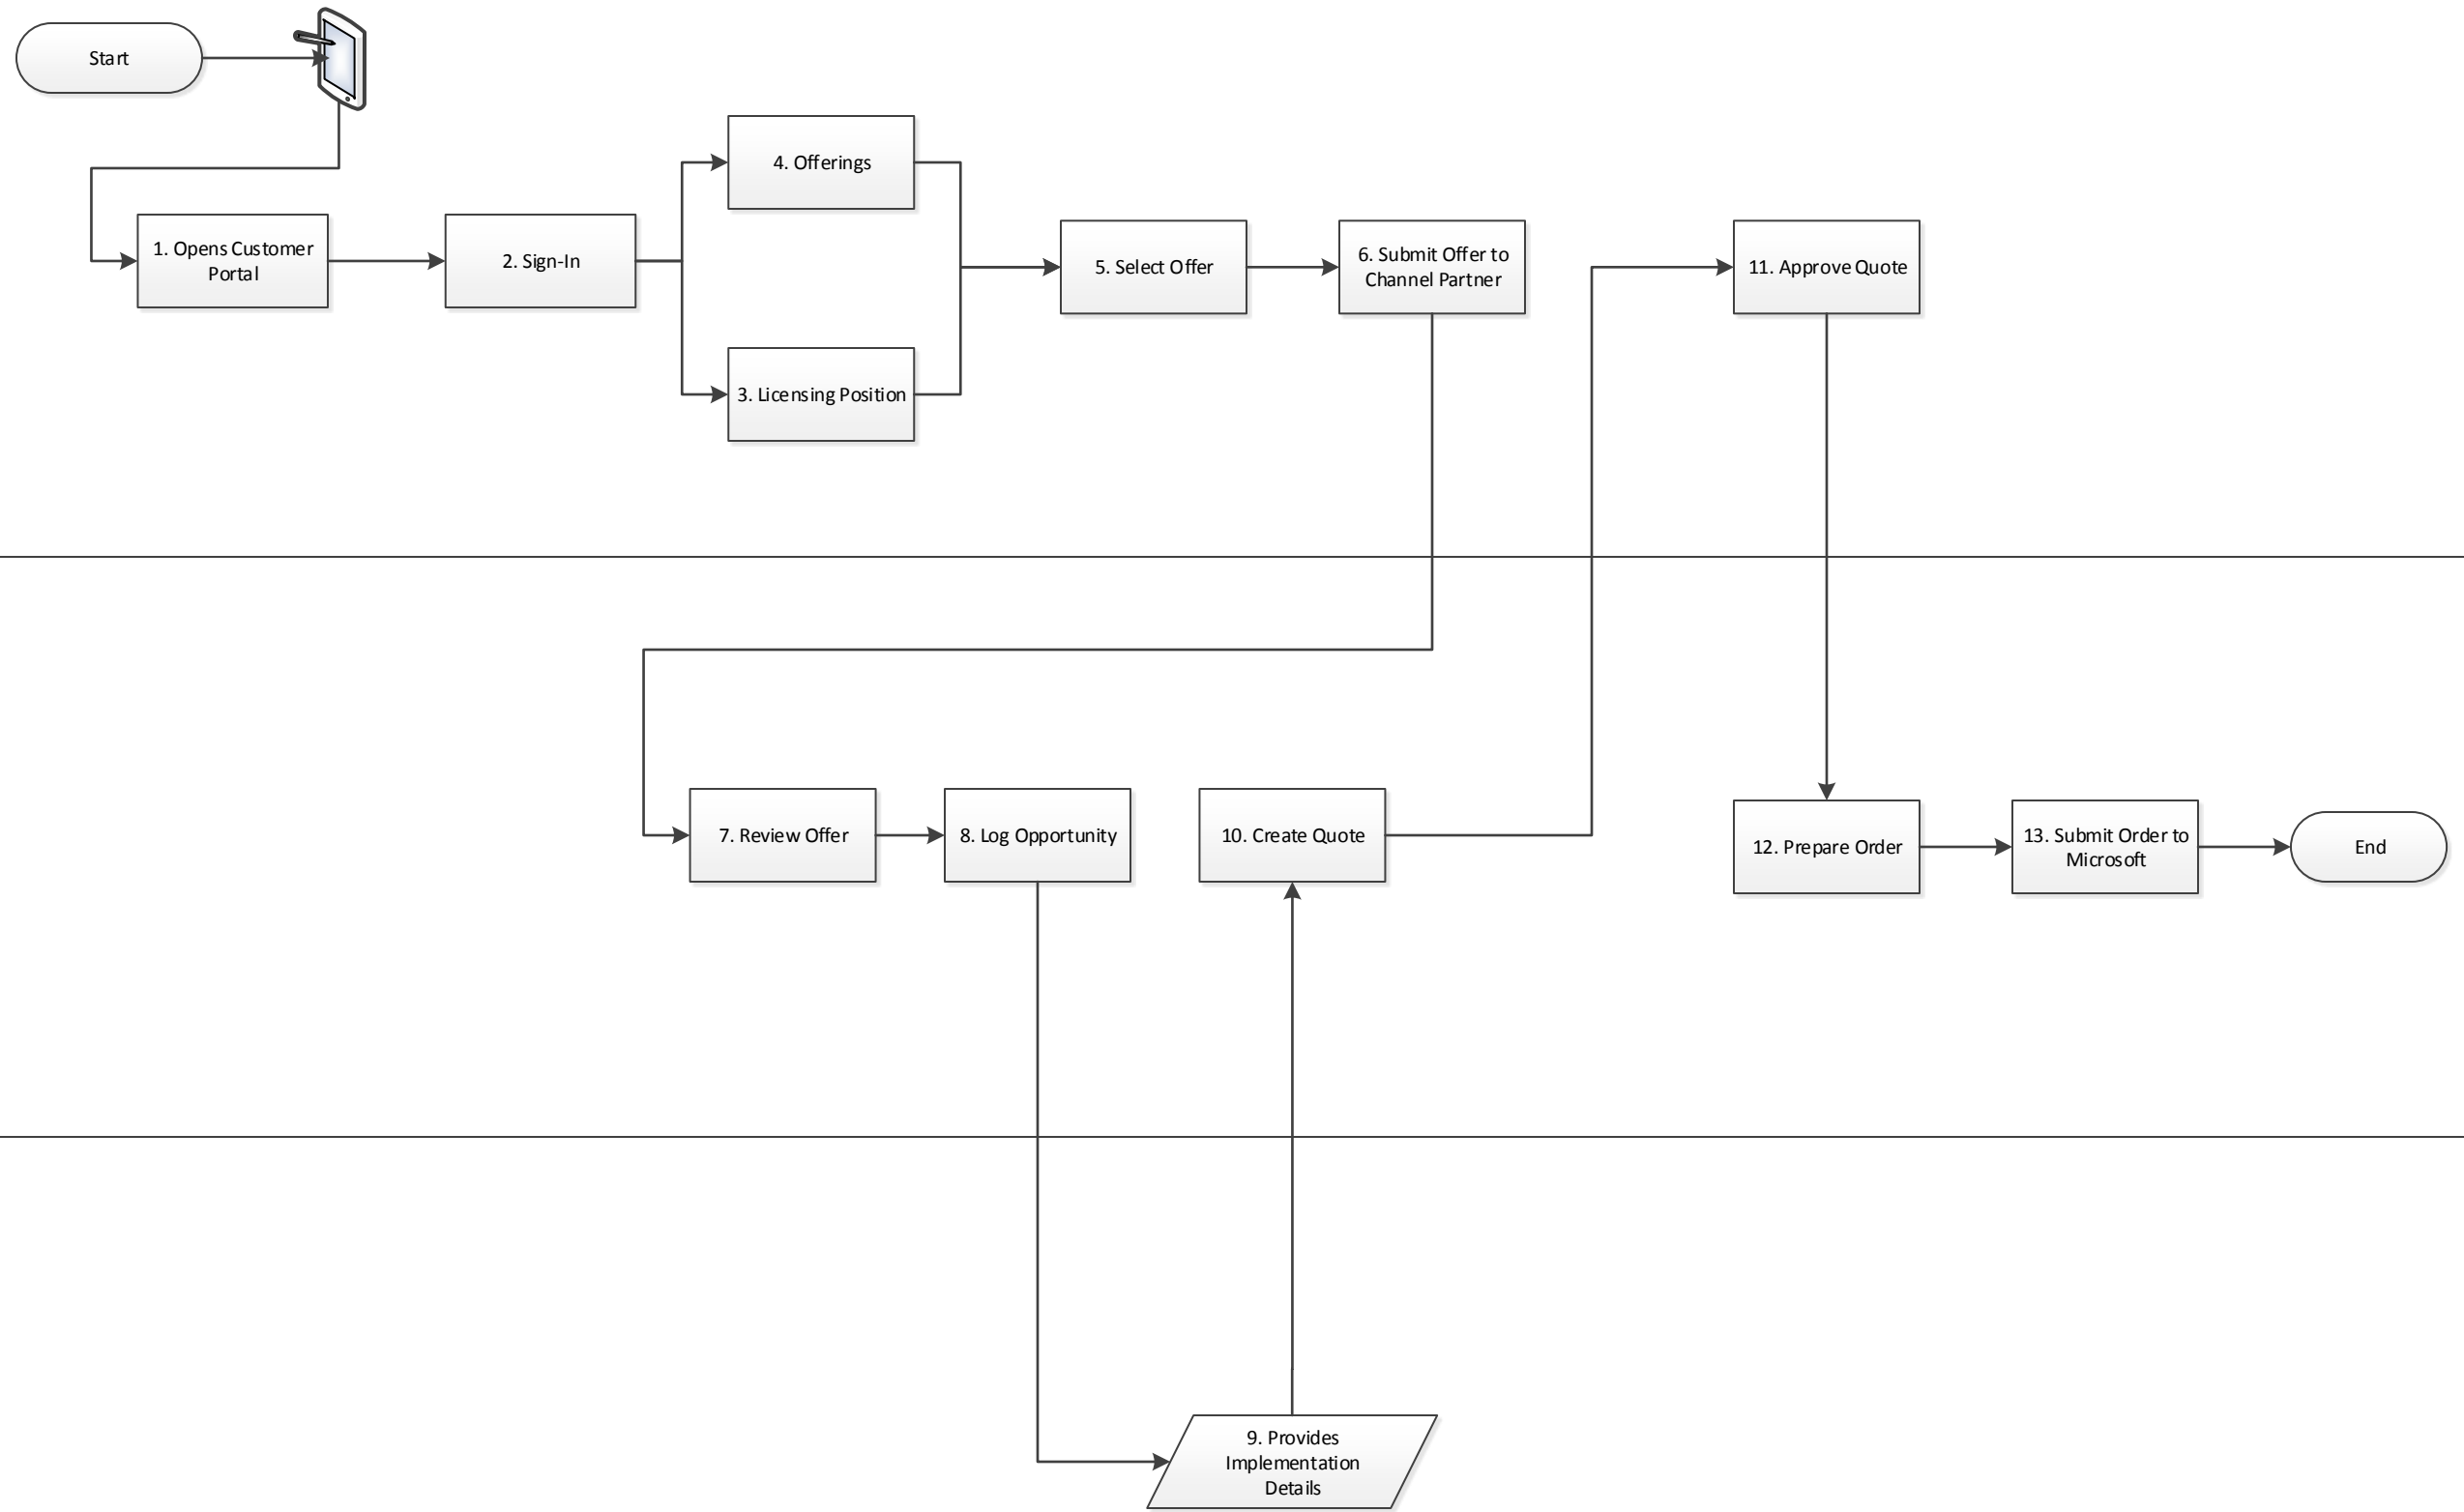 Start
4. Offerings
1. Opens Customer
Portal
2. Sign-In
3. Licensing Position
5. Select Offer
6. Submit Offer to
Channel Partner
11. Approve Quote
7. Review Offer
8. Log Opportunity
10. Create Quote
12. Prepare Order
13. Submit Order to
Microsoft
End
9. Provides
Implementation
Details